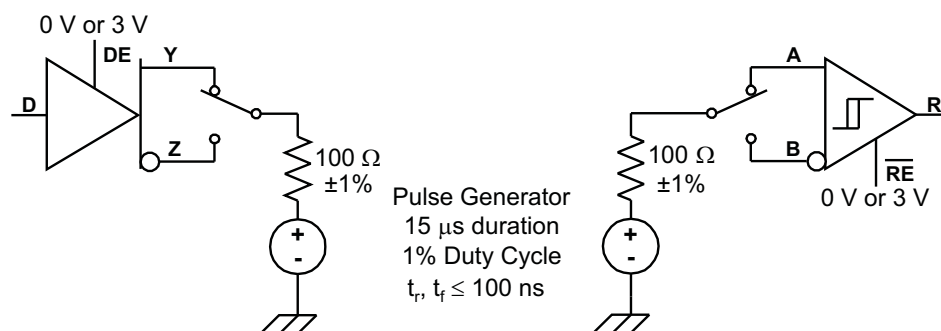 0 V or 3 V
DE
Y
D
Z
100 Ω
±1%
Pulse Generator
15 μs duration
1% Duty Cycle
tr, tf ≤ 100 ns
A
R
B
100 Ω
±1%
RE
0 V or 3 V